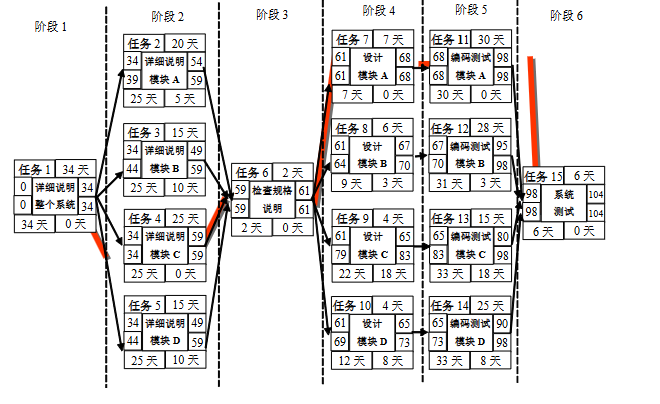 阶段 1
阶段 2
阶段 3
阶段 4
阶段 5
阶段 6
任务 1 34 天
0 详细说明 34
0 整个系统 34
34 天 0 天
任务 2 20 天
34 详细说明 54
39 模块 A 59
25 天 5 天
任务 3 15 天
34 详细说明 49
44 模块 B 59
25 天 10 天
任务 4 25 天
34 详细说明 59
34 模块 C 59
25 天 0 天
任务 5 15 天
34 详细说明 49
44 模块 D 59
25 天 10 天
任务 6 2 天
59 检查规格 61
59 说明 61
2 天 0 天
任务 7 7 天
61 设计 68
61 模块 A 68
7 天 0 天
任务 8 6 天
61 设计 67
64 模块 B 70
9 天 3 天
任务 9 4 天
61 设计 65
79 模块 C 83
22 天 18 天
任务 10 4 天
61 设计 65
69 模块 D 73
12 天 8 天
任务 11 30 天
68 编码测试 98
68 模块 A 98
30 天 0 天
任务 12 28 天
67 编码测试 95
70 模块 B 98
31 天 3 天
任务 13 15 天
65 编码测试 80
83 模块 C 98
33 天 18 天
任务 14 25 天
65 编码测试 90
73 模块 D 98
33 天 8 天
任务 15 6 天
98 系统 104
98 测试 104
6 天 0 天